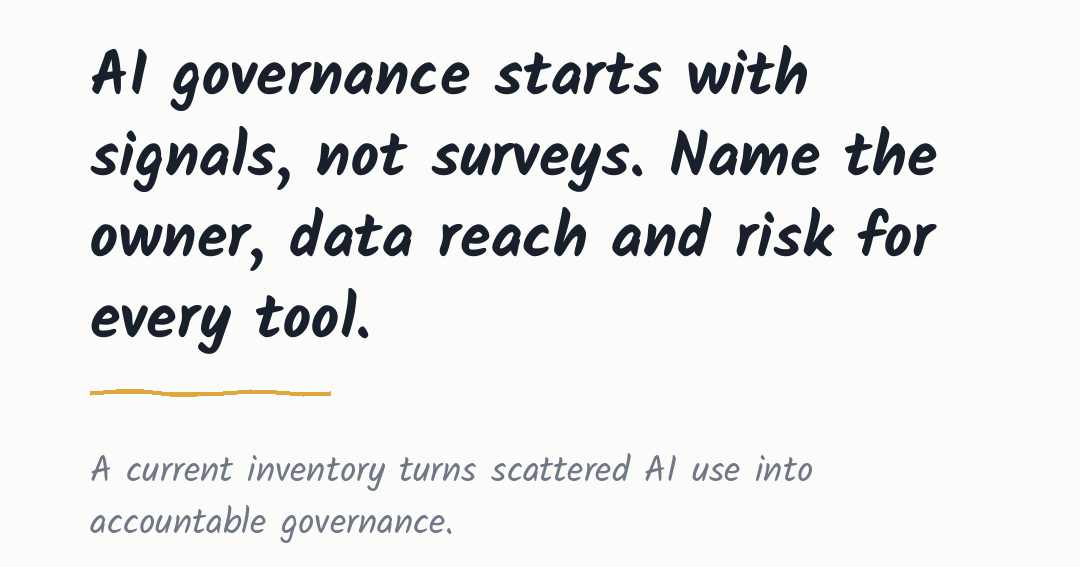 AI governance starts with
signals, not surveys. Name the
owner, data reach and risk for
every tool.
A current inventory turns scattered AI use into
accountable governance.